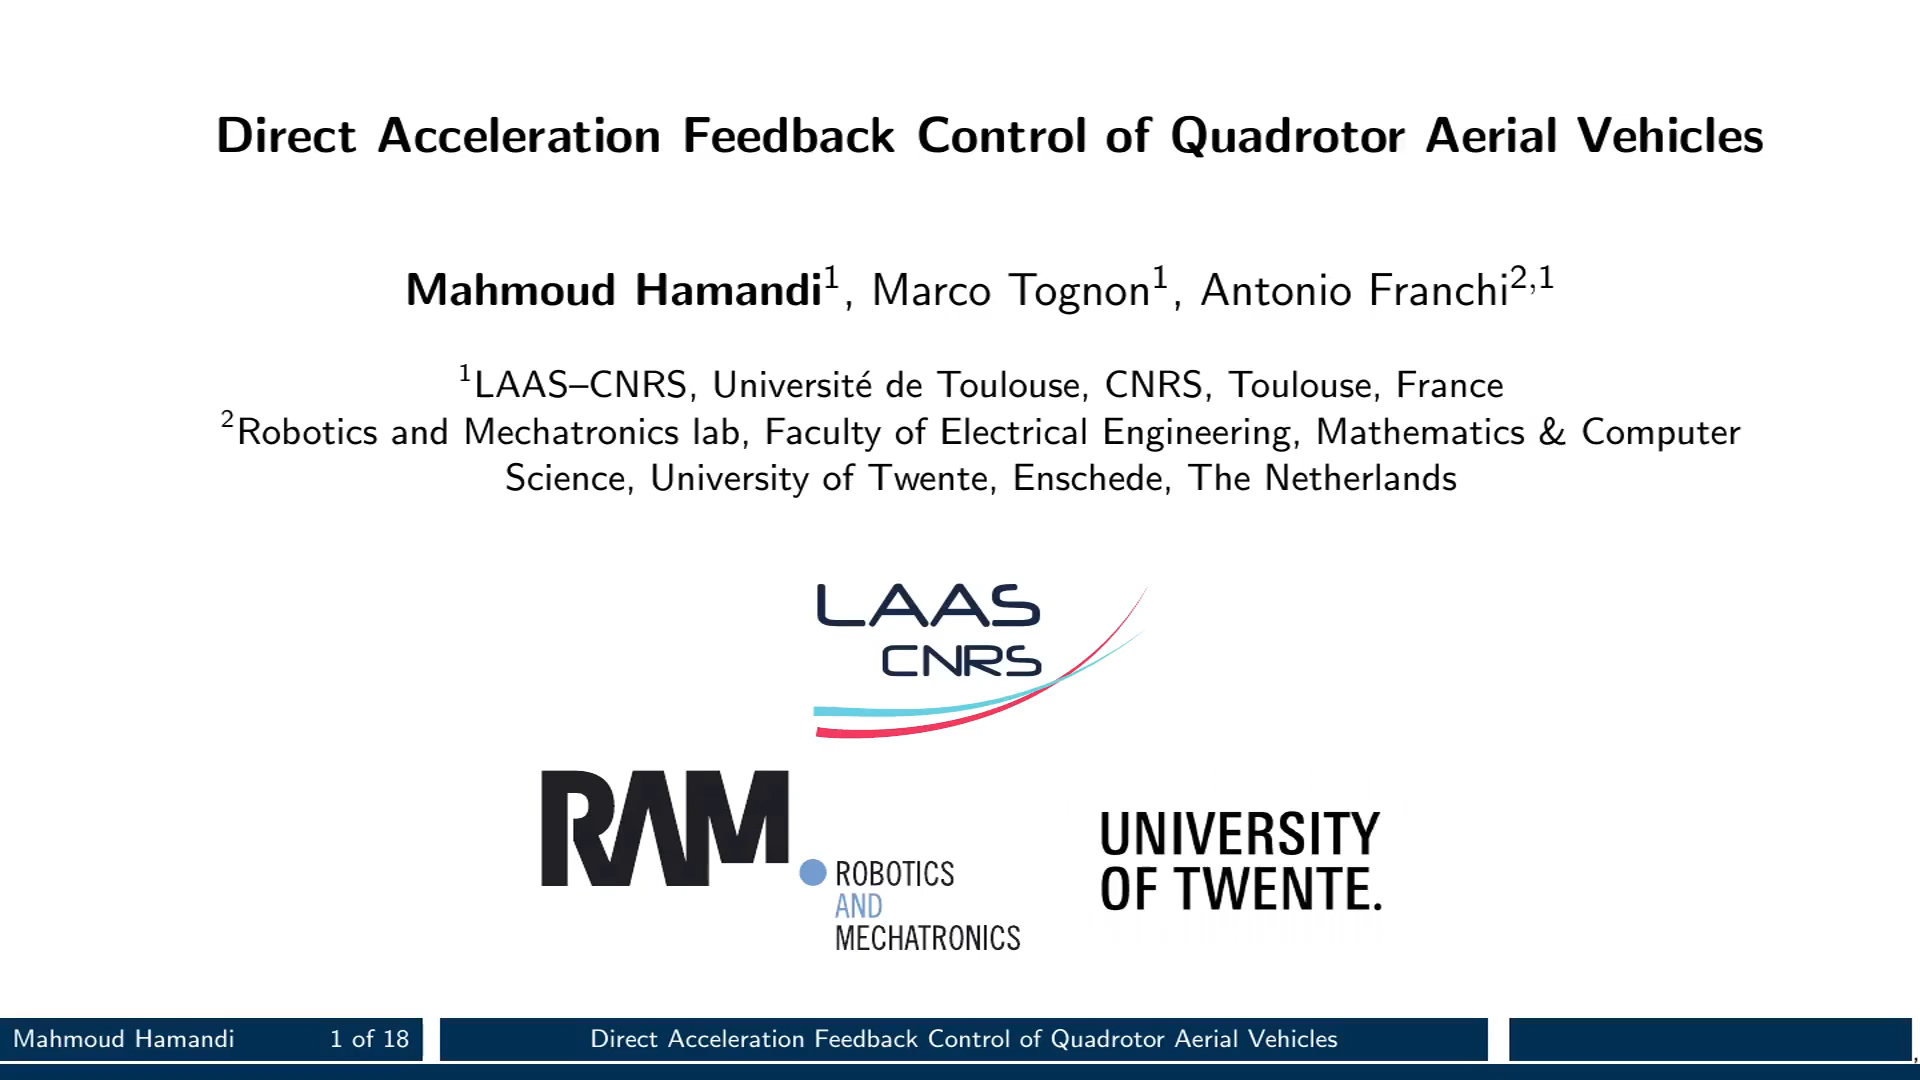 Direct Acceleration Feedback Control of Quadrotor Aerial Vehicles
Mahmoud Hamandi¹, Marco Tognon¹, Antonio Franchi²,¹
¹LAAS–CNRS, Université de Toulouse, CNRS, Toulouse, France
²Robotics and Mechatronics lab, Faculty of Electrical Engineering, Mathematics & Computer
Science, University of Twente, Enschede, The Netherlands
LAAS
CNRS
RAM
ROBOTICS
AND
MECHATRONICS
UNIVERSITY
OF TWENTE.
Mahmoud Hamandi 1 of 18 Direct Acceleration Feedback Control of Quadrotor Aerial Vehicles ,